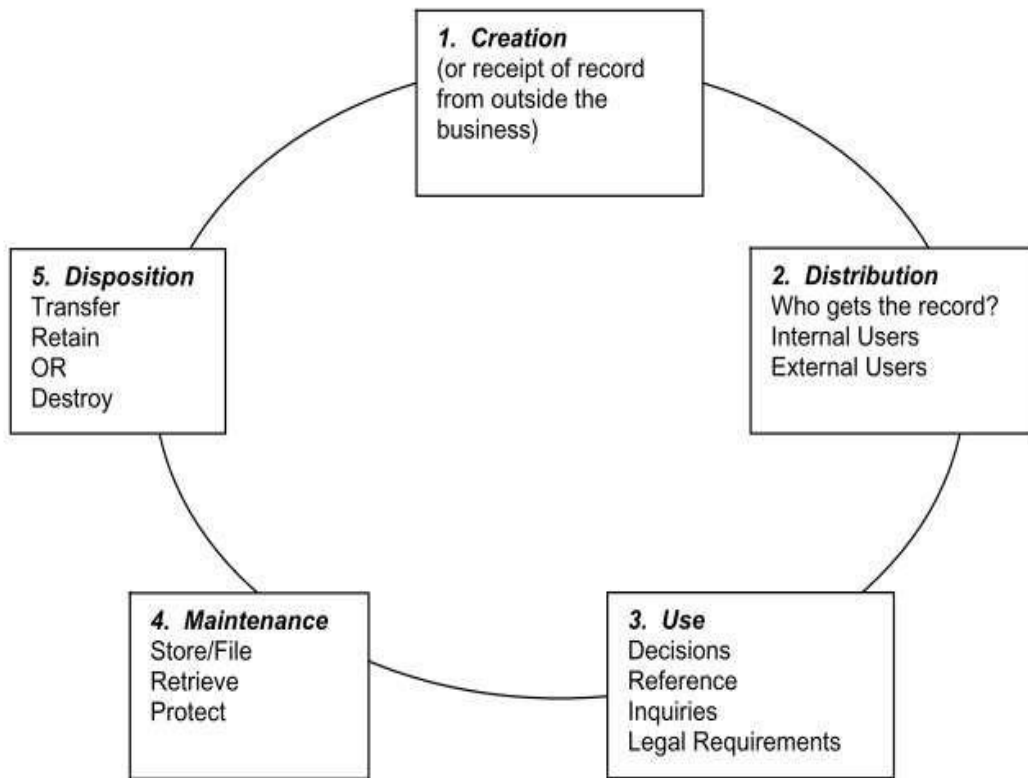 1. Creation
(or receipt of record
from outside the
business)
2. Distribution
Who gets the record?
Internal Users
External Users
3. Use
Decisions
Reference
Inquiries
Legal Requirements
4. Maintenance
Store/File
Retrieve
Protect
5. Disposition
Transfer
Retain
OR
Destroy